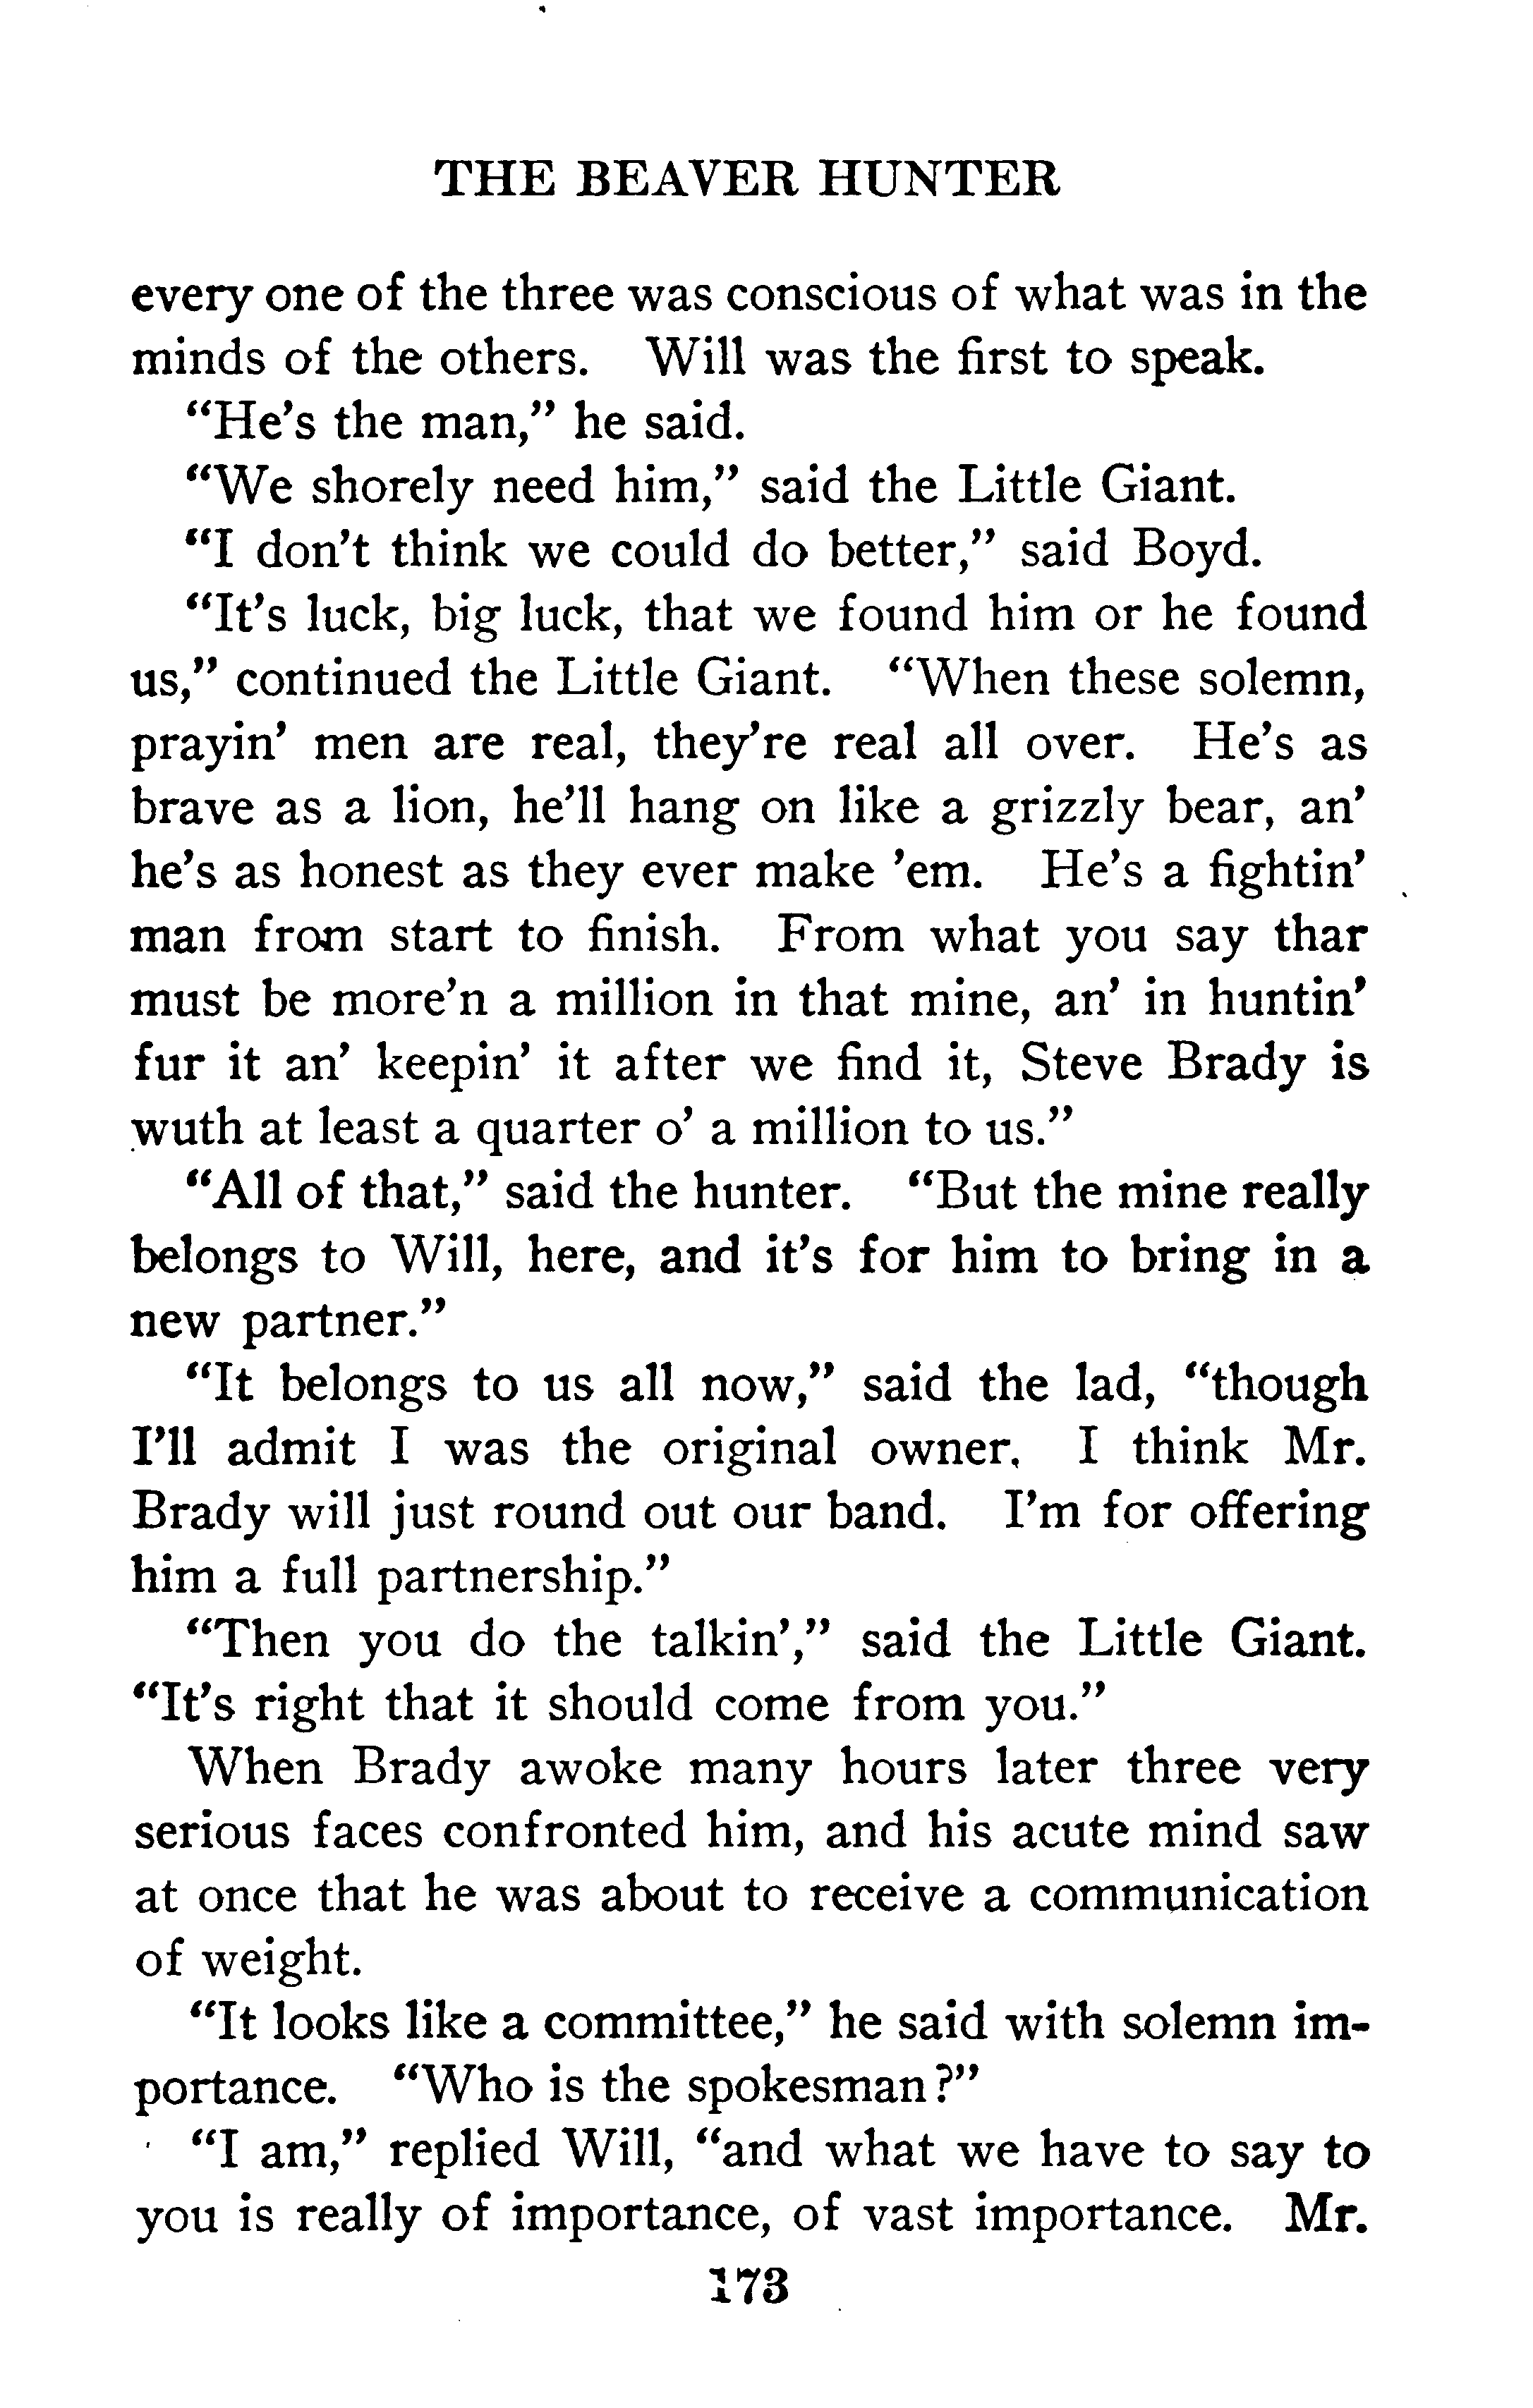 THE BEAVER HUNTER
every one of the three was conscious of what was in the
minds of the others. Will was the first to speak.
“He’s the man,” he said.
“We shorely need him,” said the Little Giant.
“I don’t think we could do better,” said Boyd.
“It’s luck, big luck, that we found him or he found
us,” continued the Little Giant. “When these solemn,
prayin’ men are real, they’re real all over. He’s as
brave as a lion, he’ll hang on like a grizzly bear, an’
he’s as honest as they ever make ’em. He’s a fightin’
man from start to finish. From what you say thar
must be more’n a million in that mine, an’ in huntin’
fur it an’ keepin’ it after we find it, Steve Brady is
wuth at least a quarter o’ a million to us.”
“All of that,” said the hunter. “But the mine really
belongs to Will, here, and it’s for him to bring in a
new partner.”
“It belongs to us all now,” said the lad, “though
I’ll admit I was the original owner. I think Mr.
Brady will just round out our band. I’m for offering
him a full partnership.”
“Then you do the talkin’,” said the Little Giant.
“It’s right that it should come from you.”
When Brady awoke many hours later three very
serious faces confronted him, and his acute mind saw
at once that he was about to receive a communication
of weight.
“It looks like a committee,” he said with solemn im-
portance. “Who is the spokesman?”
“I am,” replied Will, “and what we have to say to
you is really of importance, of vast importance. Mr.
173